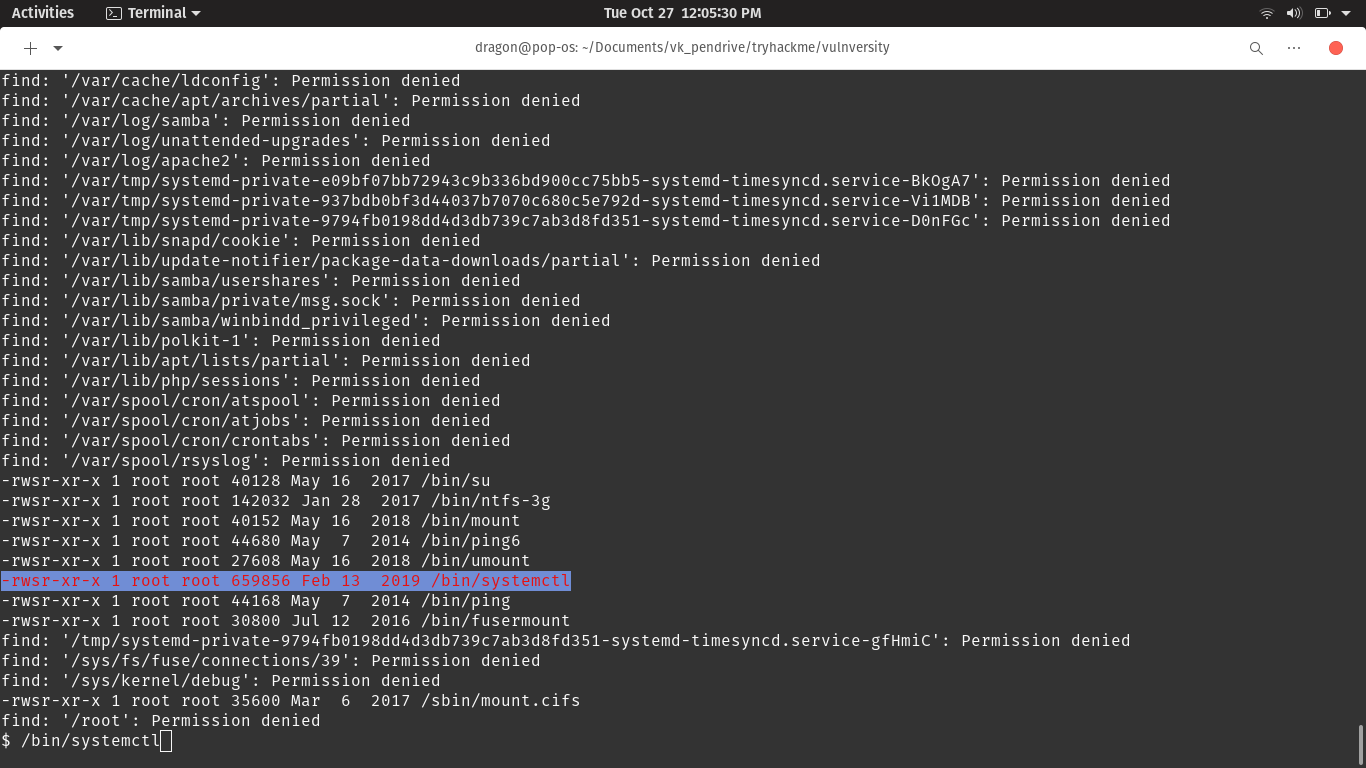 Activities Terminal Tue Oct 27 12:05:30 PM
dragon@pop-os: ~/Documents/vk_pendrive/tryhackme/vulnversity
find: '/var/cache/ldconfig': Permission denied
find: '/var/cache/apt/archives/partial': Permission denied
find: '/var/log/samba': Permission denied
find: '/var/log/unattended-upgrades': Permission denied
find: '/var/log/apache2': Permission denied
find: '/var/tmp/systemd-private-e09bf07bb72943c9b336bd900cc75bb5-systemd-timesyncd.service-BkOgA7': Permission denied
find: '/var/tmp/systemd-private-937bdb0bf3d44037b7070c680c5e792d-systemd-timesyncd.service-Vi1MDB': Permission denied
find: '/var/tmp/systemd-private-9794fb0198dd4d3db739c7ab3d8fd351-systemd-timesyncd.service-D0nFGc': Permission denied
find: '/var/lib/snapd/cookie': Permission denied
find: '/var/lib/update-notifier/package-data-downloads/partial': Permission denied
find: '/var/lib/samba/usershares': Permission denied
find: '/var/lib/samba/private/msg.sock': Permission denied
find: '/var/lib/samba/winbindd_privileged': Permission denied
find: '/var/lib/polkit-1': Permission denied
find: '/var/lib/apt/lists/partial': Permission denied
find: '/var/lib/php/sessions': Permission denied
find: '/var/spool/cron/atspool': Permission denied
find: '/var/spool/cron/atjobs': Permission denied
find: '/var/spool/cron/crontabs': Permission denied
find: '/var/spool/rsyslog': Permission denied
-rwsr-xr-x 1 root root 40128 May 16  2017 /bin/su
-rwsr-xr-x 1 root root 142032 Jan 28  2017 /bin/ntfs-3g
-rwsr-xr-x 1 root root 40152 May 16  2018 /bin/mount
-rwsr-xr-x 1 root root 44680 May  7  2014 /bin/ping6
-rwsr-xr-x 1 root root 27608 May 16  2018 /bin/umount
-rwsr-xr-x 1 root root 659856 Feb 13  2019 /bin/systemctl
-rwsr-xr-x 1 root root 44168 May  7  2014 /bin/ping
-rwsr-xr-x 1 root root 30800 Jul 12  2016 /bin/fusermount
find: '/tmp/systemd-private-9794fb0198dd4d3db739c7ab3d8fd351-systemd-timesyncd.service-gfHmiC': Permission denied
find: '/sys/fs/fuse/connections/39': Permission denied
find: '/sys/kernel/debug': Permission denied
-rwsr-xr-x 1 root root 35600 Mar  6  2017 /sbin/mount.cifs
find: '/root': Permission denied
$ /bin/systemctl